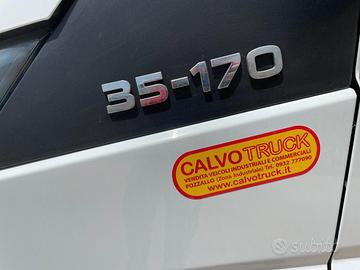 35-170
CALVOTRUCK
VENDITA VEICOLI INDUSTRIALI E COMMERCIALI
POZZALLO (Zona Industriale) Tel. 0932 777090
www.calvotruck.it
subito